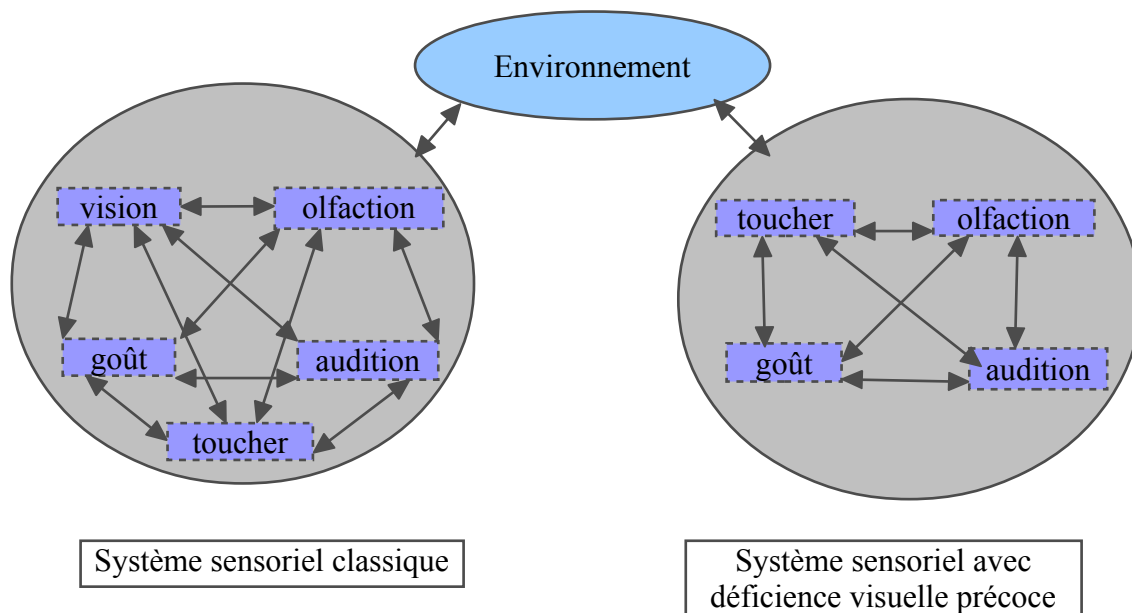 Environnement
vision
olfaction
goût
audition
toucher
toucher
olfaction
goût
audition
Système sensoriel classique
Système sensoriel avec
déficience visuelle précoce